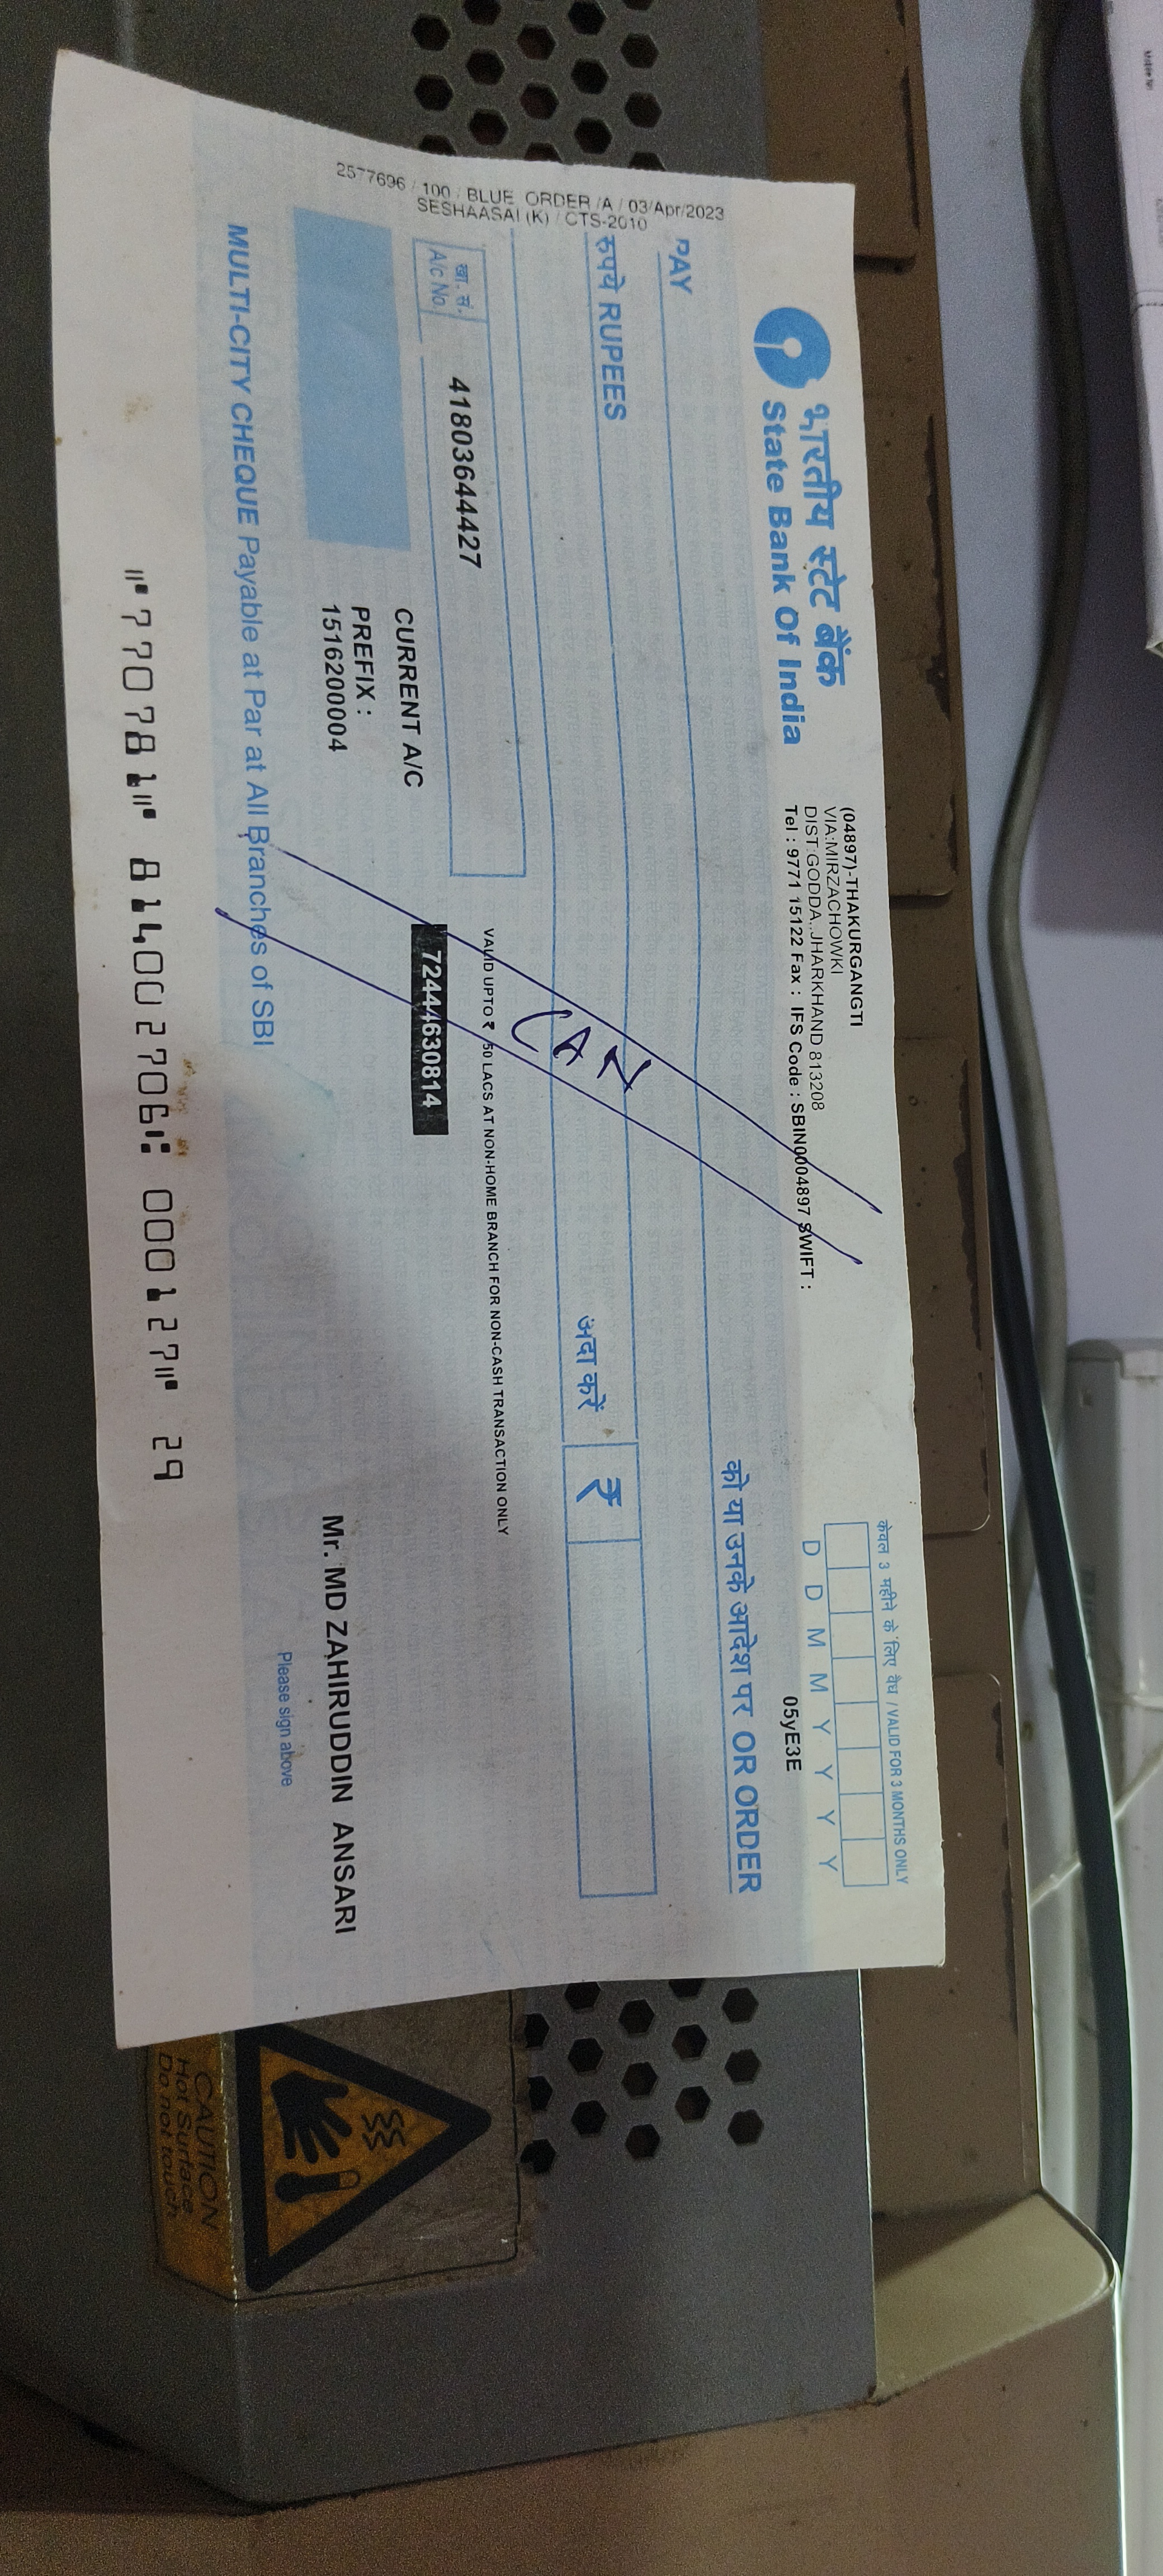 2577696 / 100 / BLUE ORDER /A / 03/Apr/2023
SESHAASAI (K) / CTS-2010
भारतीय स्टेट बैंक
State Bank Of India
(04897)-THAKURGANGTI
VIA:MIRZACHOWKI
DIST:GODDA,,JHARKHAND 813208
Tel : 9771 15122 Fax : IFS Code : SBIN0004897 SWIFT :
केवल 3 महीने के लिए वैध / VALID FOR 3 MONTHS ONLY
D D M M Y Y Y Y
05yE3E
PAY
को या उनके आदेश पर OR ORDER
रुपये RUPEES
CAN
अदा करें ₹
खा. सं.
A/c No.
41803644427
VALID UPTO ₹ 50 LACS AT NON-HOME BRANCH FOR NON-CASH TRANSACTION ONLY
7244630814
CURRENT A/C
PREFIX :
151620004
Mr. MD ZAHIRUDDIN ANSARI
Please sign above
MULTI-CITY CHEQUE Payable at Par at All Branches of SBI
⑈770781⑈ 814002706⑆ 000127⑈ 29
CAUTION
Hot Surface
Do not touch